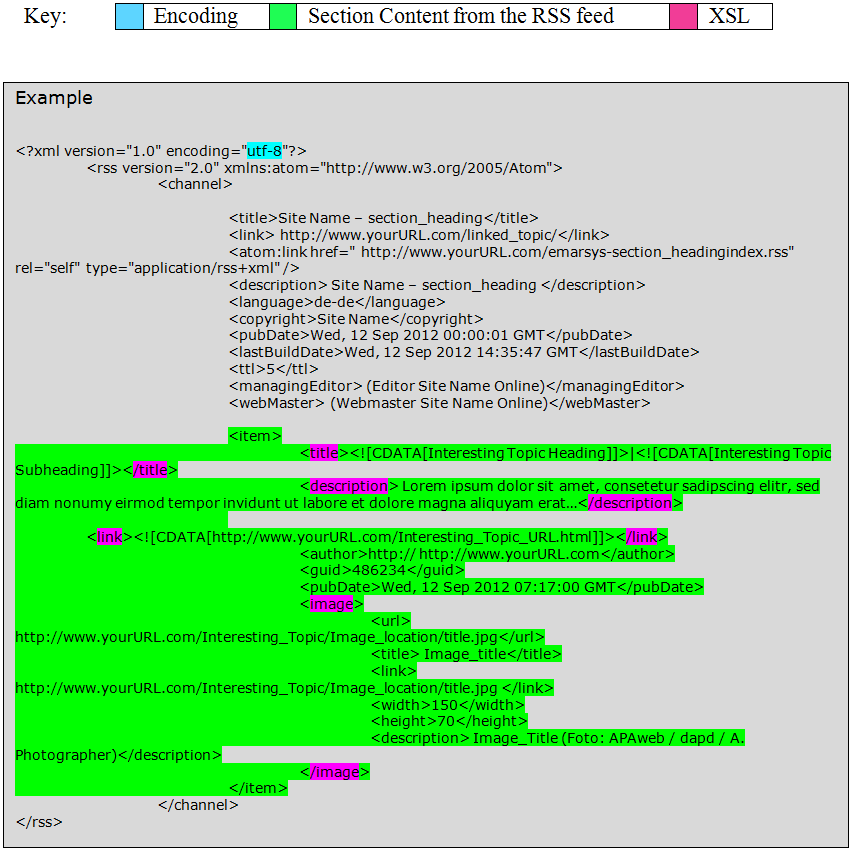 Key: Encoding Section Content from the RSS feed XSL
Example
<?xml version="1.0" encoding="utf-8"?>
<rss version="2.0" xmlns:atom="http://www.w3.org/2005/Atom">
<channel>
<title>Site Name – section_heading</title>
<link> http://www.yourURL.com/linked_topic/</link>
<atom:link href=" http://www.yourURL.com/emarsys-section_headingindex.rss"
rel="self" type="application/rss+xml" />
<description> Site Name – section_heading </description>
<language>de-de</language>
<copyright>Site Name</copyright>
<pubDate>Wed, 12 Sep 2012 00:00:01 GMT</pubDate>
<lastBuildDate>Wed, 12 Sep 2012 14:35:47 GMT</lastBuildDate>
<ttl>5</ttl>
<managingEditor> (Editor Site Name Online)</managingEditor>
<webMaster> (Webmaster Site Name Online)</webMaster>
<item>
<title><![CDATA[Interesting Topic Heading]]>|<![CDATA[Interesting Topic
Subheading]]></title>
<description> Lorem ipsum dolor sit amet, consetetur sadipscing elitr, sed
diam nonumy eirmod tempor invidunt ut labore et dolore magna aliquyam erat...</description>
<link><![CDATA[http://www.yourURL.com/Interesting_Topic_URL.html]]></link>
<author>http:// http://www.yourURL.com</author>
<guid>486234</guid>
<pubDate>Wed, 12 Sep 2012 07:17:00 GMT</pubDate>
<image>
<url>
http://www.yourURL.com/Interesting_Topic/Image_location/title.jpg</url>
<title> Image_title</title>
<link>
http://www.yourURL.com/Interesting_Topic/Image_location/title.jpg </link>
<width>150</width>
<height>70</height>
<description> Image_Title (Foto: APAweb / dapd / A.
Photographer)</description>
</image>
</item>
</channel>
</rss>